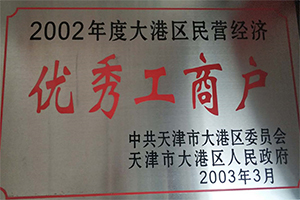 2002年度大港区民营经济
优秀工商户
中共天津市大港区委员会
天津市大港区人民政府
2003年3月